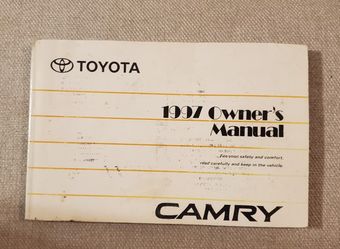 TOYOTA
1997 Owner's
Manual
...For your safety and comfort,
read carefully and keep in the vehicle.
CAMRY